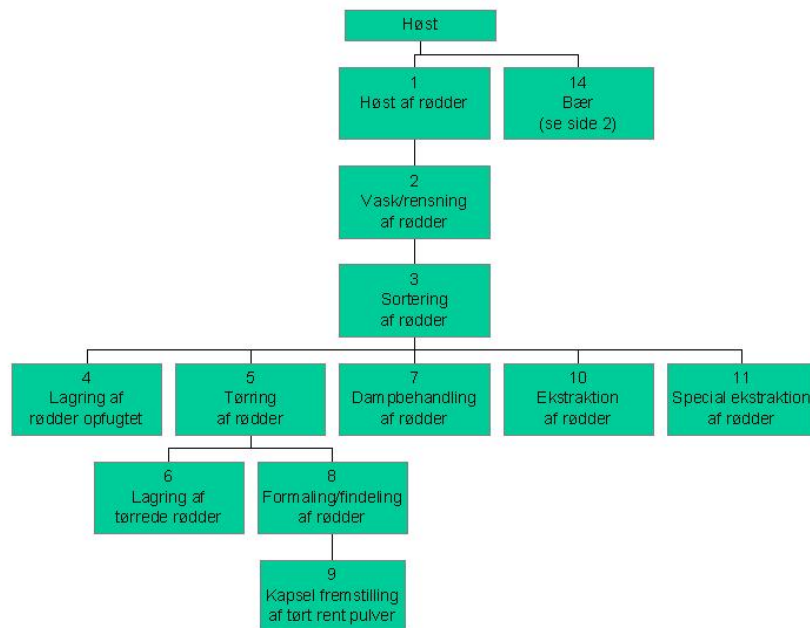 Høst
1
Høst af rødder
14
Bær
(se side 2)
2
Vask/rensning
af rødder
3
Sortering
af rødder
4
Lagring af
rødder opfugtet
5
Tørring
af rødder
7
Dampbehandling
af rødder
10
Ekstraktion
af rødder
11
Special ekstraktion
af rødder
6
Lagring af
tørrede rødder
8
Formaling/findeling
af rødder
9
Kapsel fremstilling
af tørt rent pulver